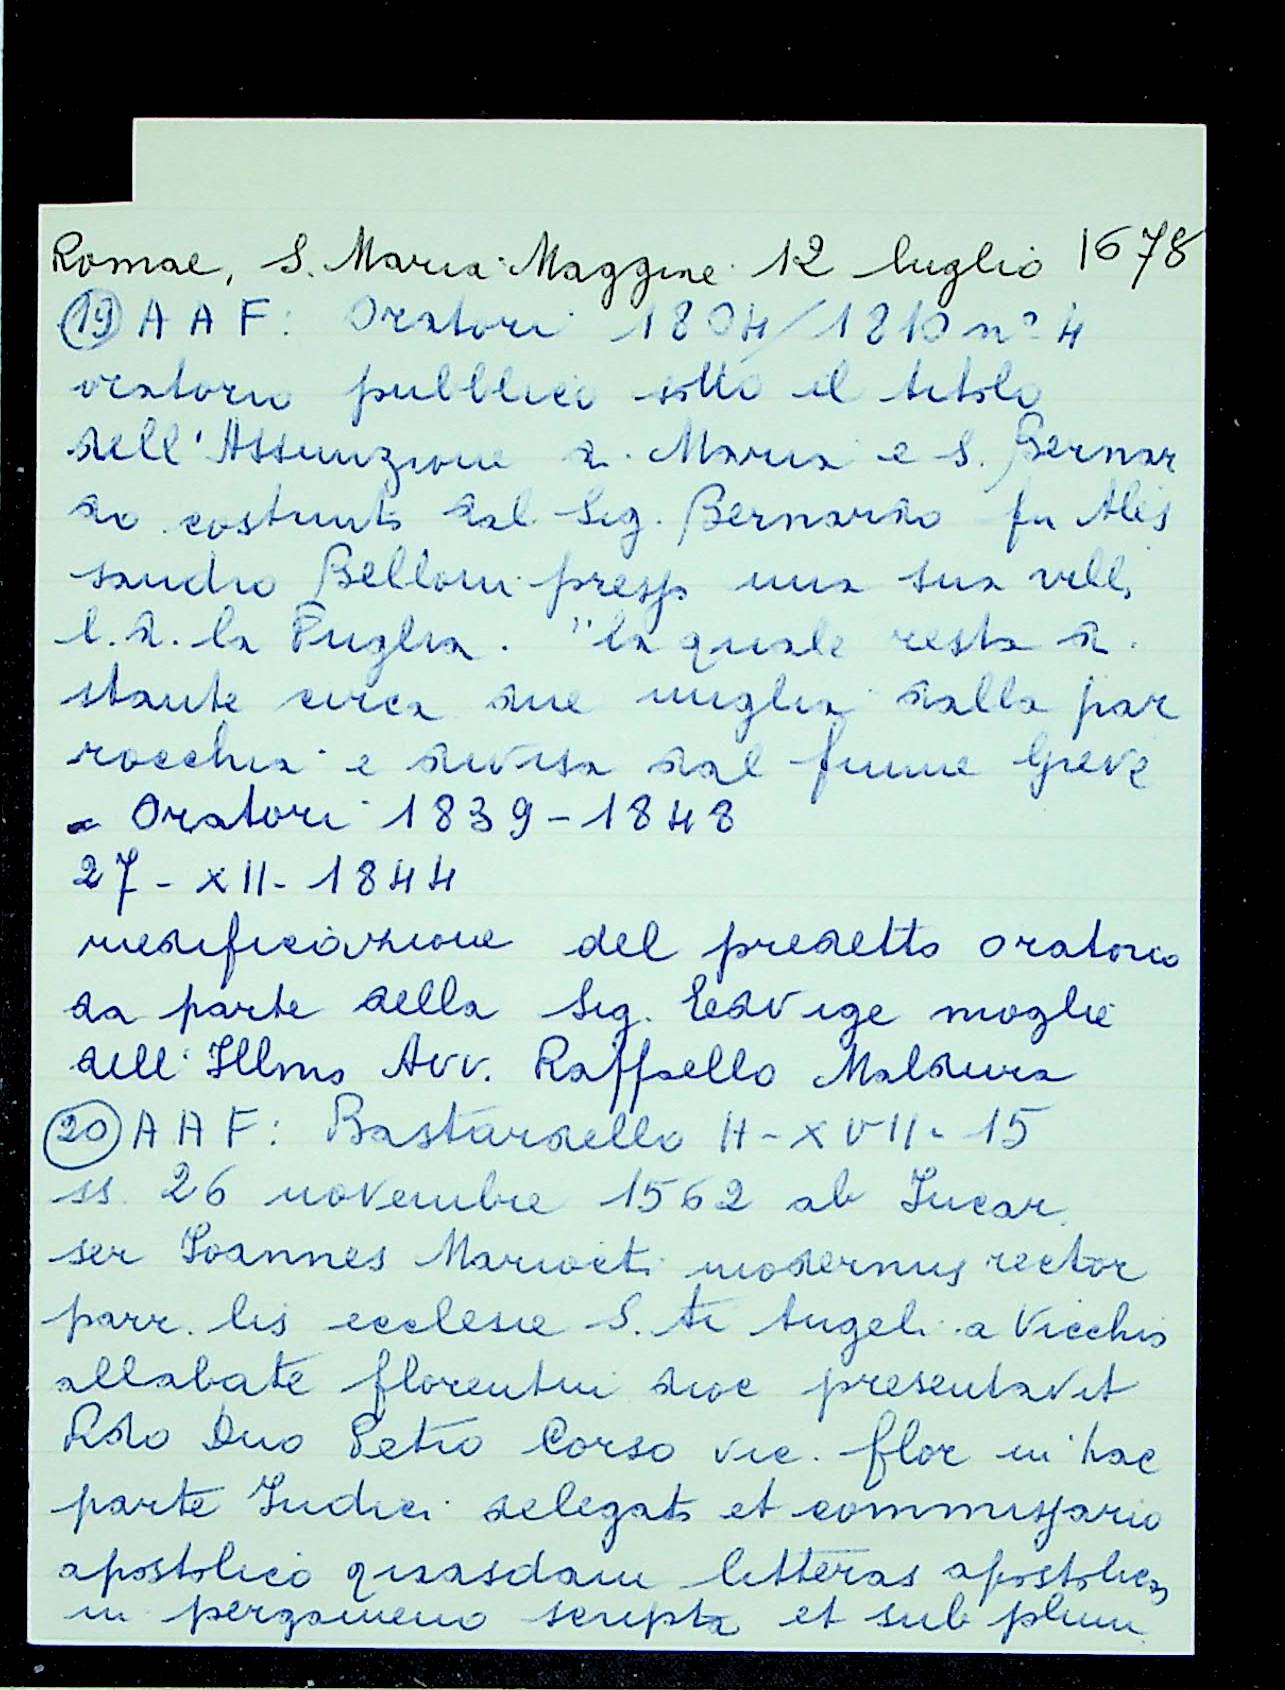 Romae, S. Maria Maggiore 12 luglio 1678
(19) A A F: Oratori 1804/1810 nº 4
oratorio pubblico sotto il titolo
dell'Assunzione di Maria e S. Bernar
do costruito dal Sig. Bernardo fu Ales
sandro Belloni presso una sua vill.
l. d. la Puglia. "la quale resta di
stante circa due miglia dalla par
rocchia e divisa dal fiume Greve
- Oratori 1839-1848
27-XII-1844
riedificazione del predetto oratorio
da parte della Sig. Edvige moglie
dell'Illmo Avv. Raffaello Maldura
(20) A A F: Bastardello H-XVII-15
ss. 26 novembre 1562 ab Incar.
ser Ioannes Marioeti modernus rector
parr.lis ecclesie S.ti Angeli a Vicchio
allabate florentini dioc presentavit
Rdo Dno Petro Corso vic. flor in hac
parte Iudici delegato et commissario
apostolico quasdam litteras apostolicas
in pergameno scripta et sub plum